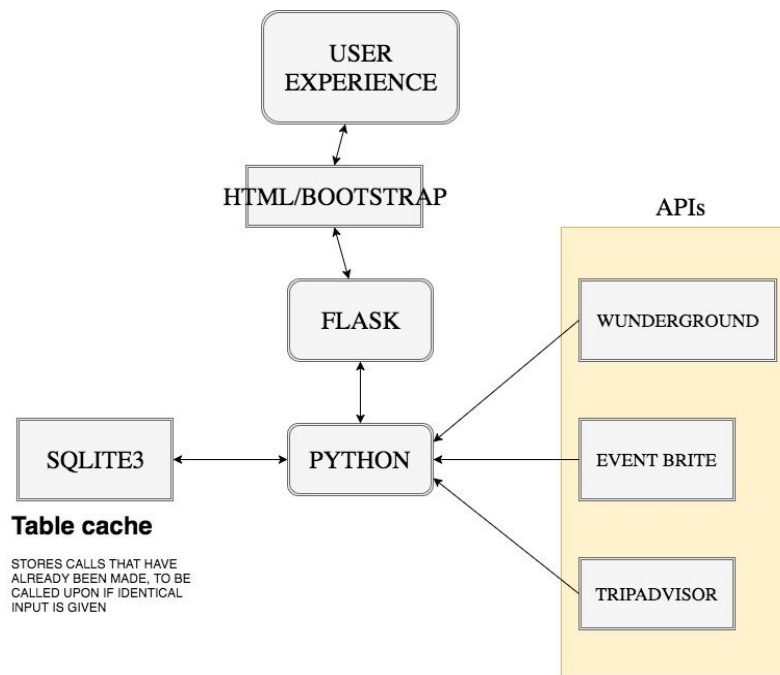 USER
EXPERIENCE
HTML/BOOTSTRAP
APIs
FLASK
WUNDERGROUND
SQLITE3
PYTHON
EVENT BRITE
Table cache
STORES CALLS THAT HAVE
ALREADY BEEN MADE, TO BE
CALLED UPON IF IDENTICAL
INPUT IS GIVEN
TRIPADVISOR